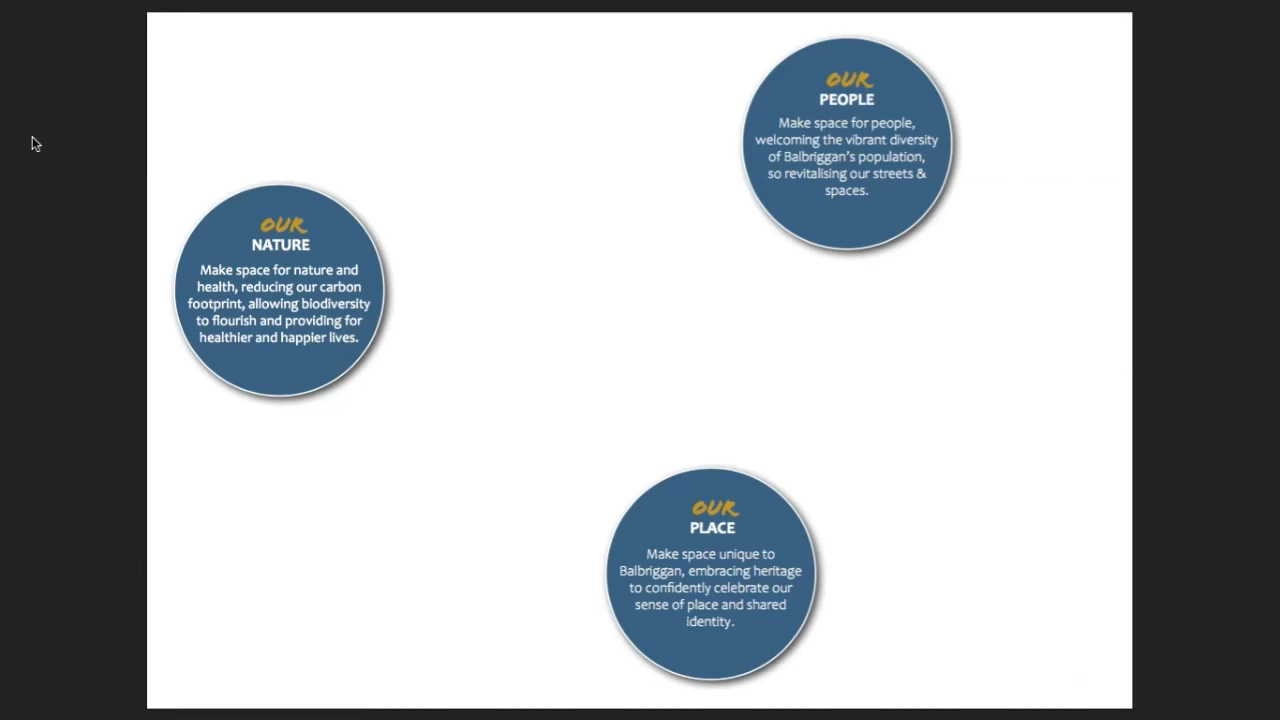 OUR
PEOPLE
Make space for people,
welcoming the vibrant diversity
of Balbriggan's population,
so revitalising our streets &
spaces.
OUR
NATURE
Make space for nature and
health, reducing our carbon
footprint, allowing biodiversity
to flourish and providing for
healthier and happier lives.
OUR
PLACE
Make space unique to
Balbriggan, embracing heritage
to confidently celebrate our
sense of place and shared
identity.